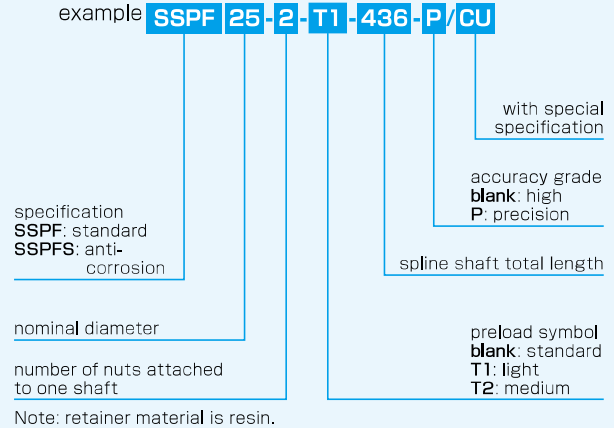 example SSPF 25-2-T1-436-P/CU
with special
specification
accuracy grade
blank: high
P: precision
specification
SSPF: standard
SSPFS: anti-
corrosion
spline shaft total length
nominal diameter
preload symbol
blank: standard
T1: light
T2: medium
number of nuts attached
to one shaft
Note: retainer material is resin.